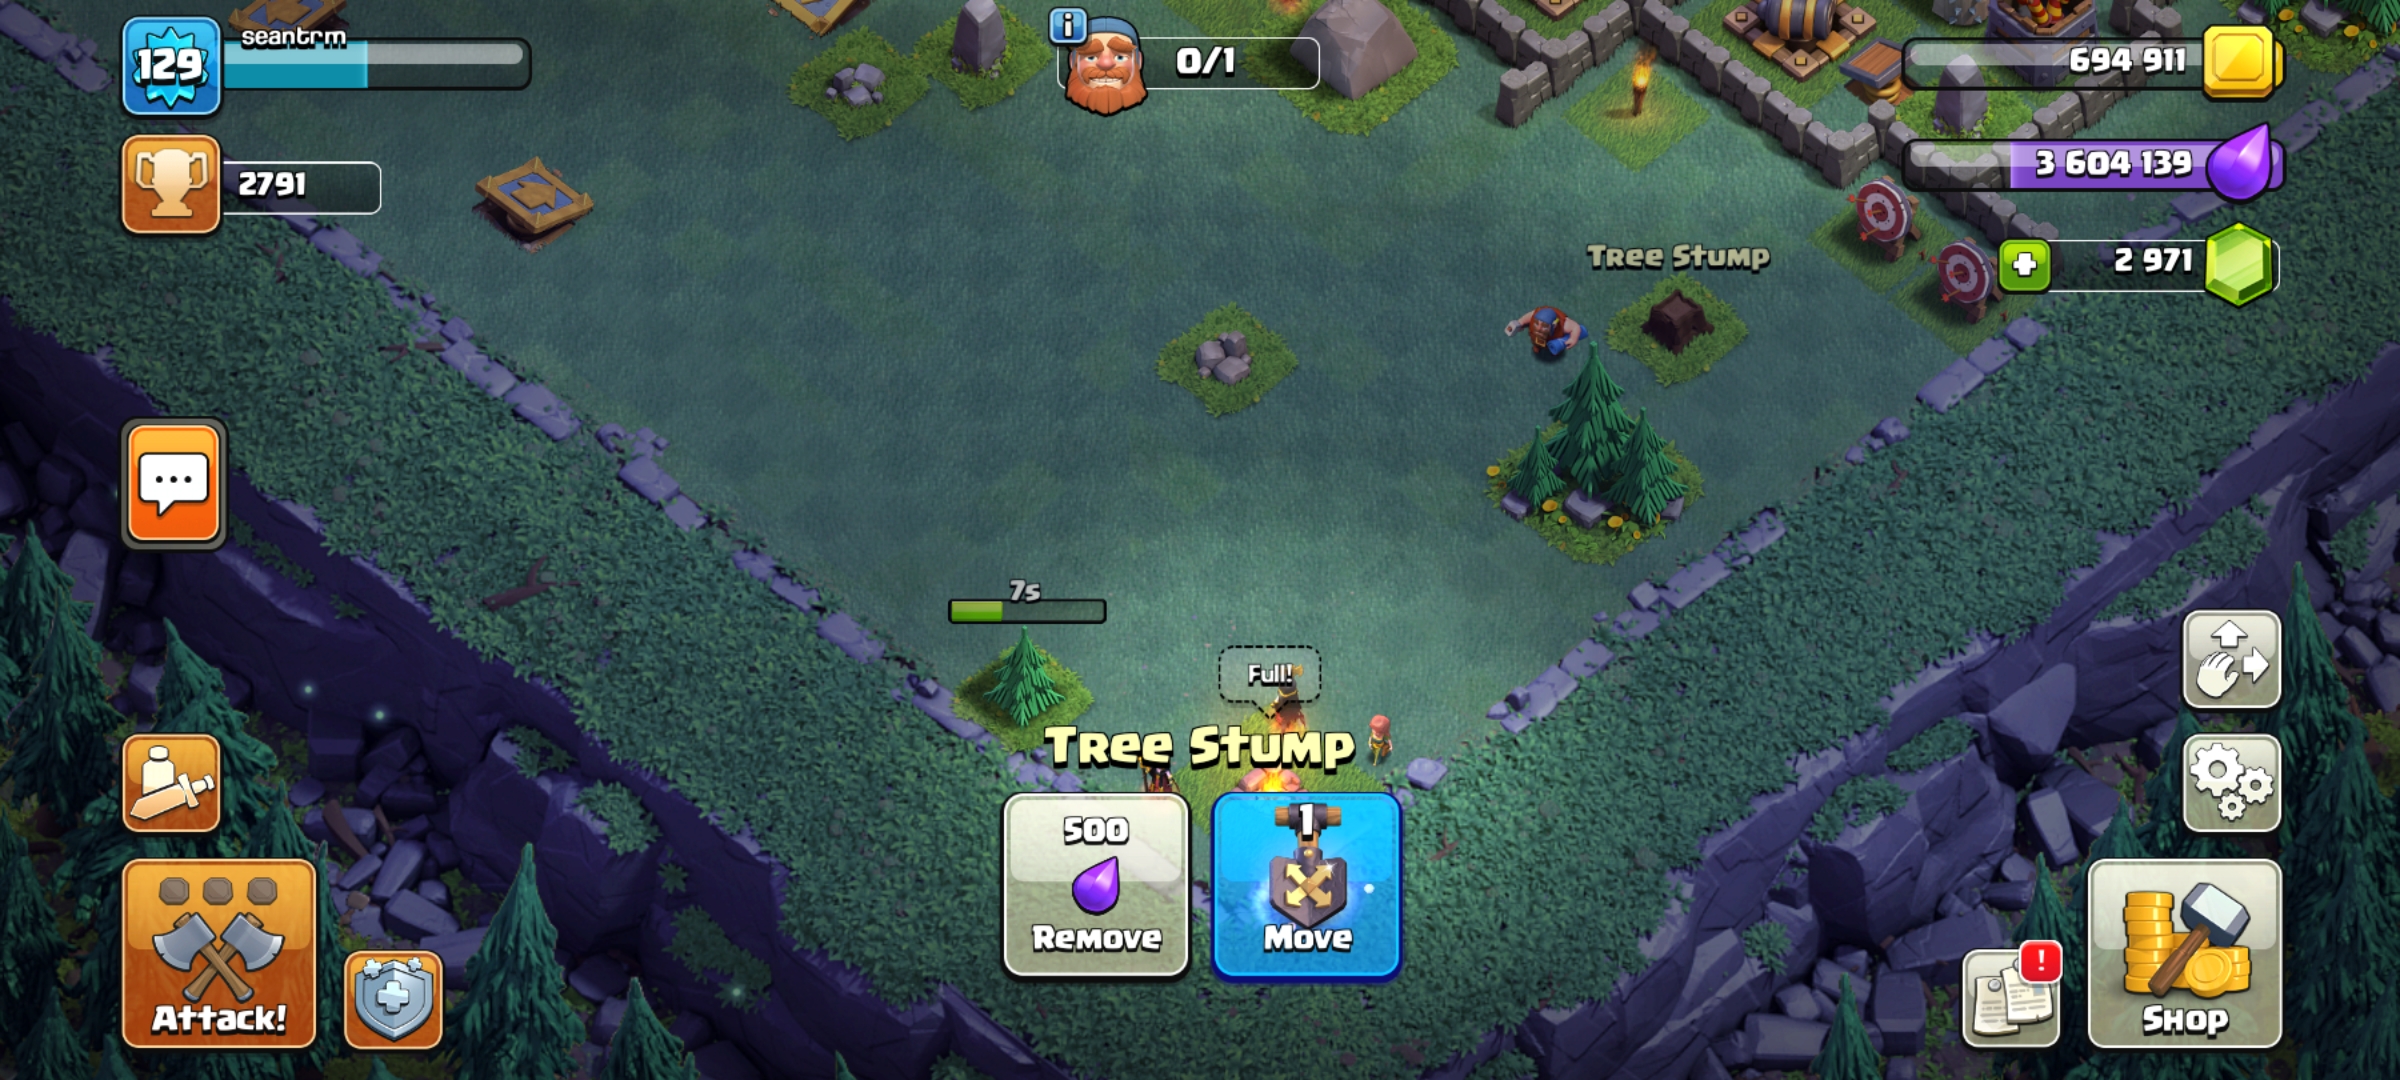 129
seantrm
i
0/1
694 911
2791
3 604 139
2 971
Tree Stump
7s
Full!
Tree Stump
500
Remove
1
Move
Attack!
!
Shop